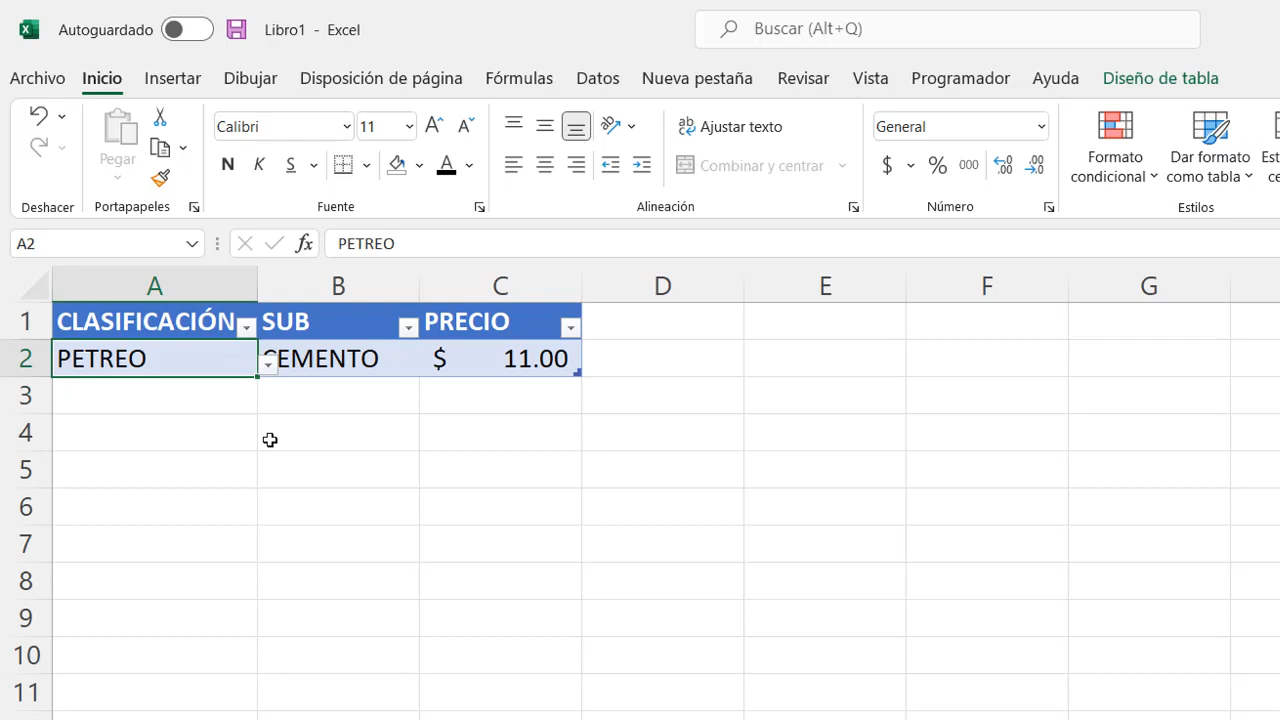 Autoguardado Libro1 - Excel Buscar (Alt+Q)
Archivo Inicio Insertar Dibujar Disposición de página Fórmulas Datos Nueva pestaña Revisar Vista Programador Ayuda Diseño de tabla
Calibri 11 Ajustar texto General
Pegar N K S A Combinar y centrar $ % 000 Formato condicional Dar formato como tabla
Deshacer Portapapeles Fuente Alineación Número Estilos
A2 fx PETREO
A B C D E F G
1 CLASIFICACIÓN SUB PRECIO
2 PETREO CEMENTO $ 11.00
3
4
5
6
7
8
9
10
11